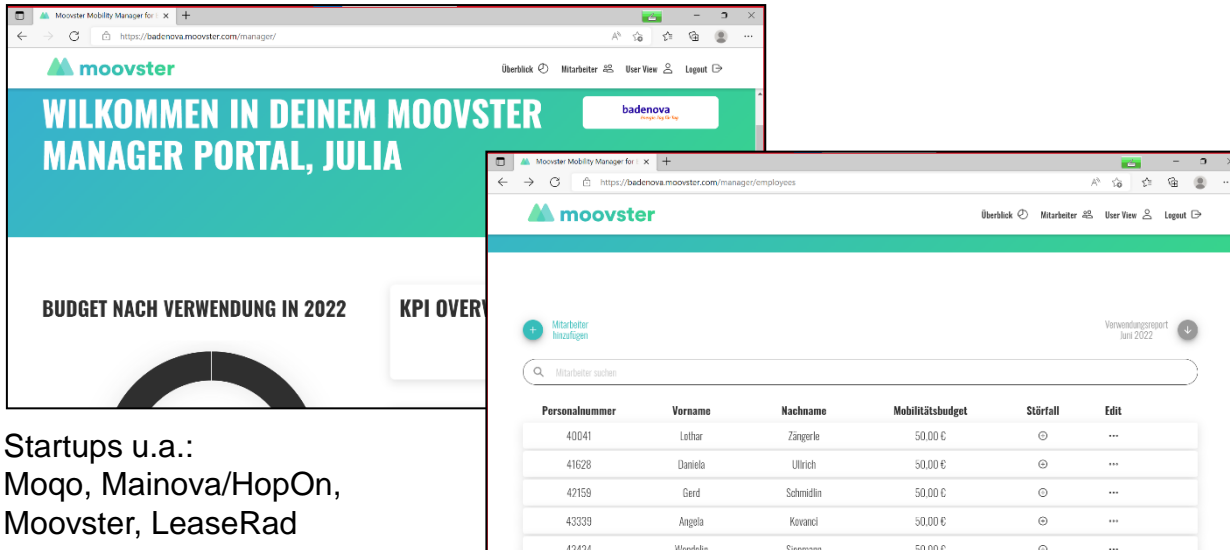 Moovster Mobility Manager for
https://badenova.moovster.com/manager/
moovster
Überblick Mitarbeiter User View Logout
WILKOMMEN IN DEINEM MOOVSTER
MANAGER PORTAL, JULIA
badenova
BUDGET NACH VERWENDUNG IN 2022
KPI OVERV
Moovster Mobility Manager for
https://badenova.moovster.com/manager/employees
moovster
Überblick Mitarbeiter User View Logout
Mitarbeiter
hinzufügen
Verwendungsreport
Juni 2022
Mitarbeiter suchen
Personalnummer Vorname Nachname Mobilitätsbudget Störfall Edit
40041 Lothar Zängerle 50,00 € ...
41628 Daniela Ullrich 50,00 € ...
42159 Gerd Schmidlin 50,00 € ...
43339 Angela Kovanci 50,00 € ...
43424 Wendelin 50,00 € ...
Startups u.a.:
Moqo, Mainova/HopOn,
Moovster, LeaseRad